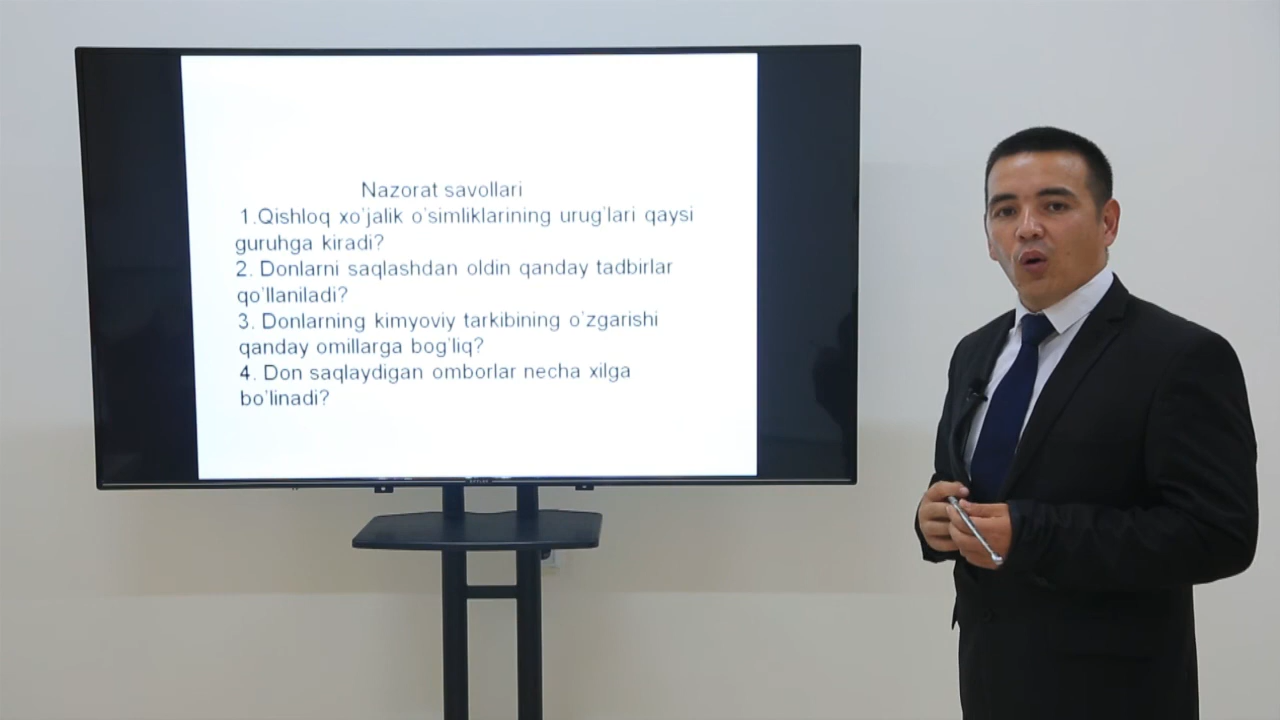 Nazorat savollari
1.Qishloq xo'jalik o'simliklarining urug'lari qaysi
guruhga kiradi?
2. Donlarni saqlashdan oldin qanday tadbirlar
qo'llaniladi?
3. Donlarning kimyoviy tarkibining o'zgarishi
qanday omillarga bog'liq?
4. Don saqlaydigan omborlar necha xilga
bo'linadi?